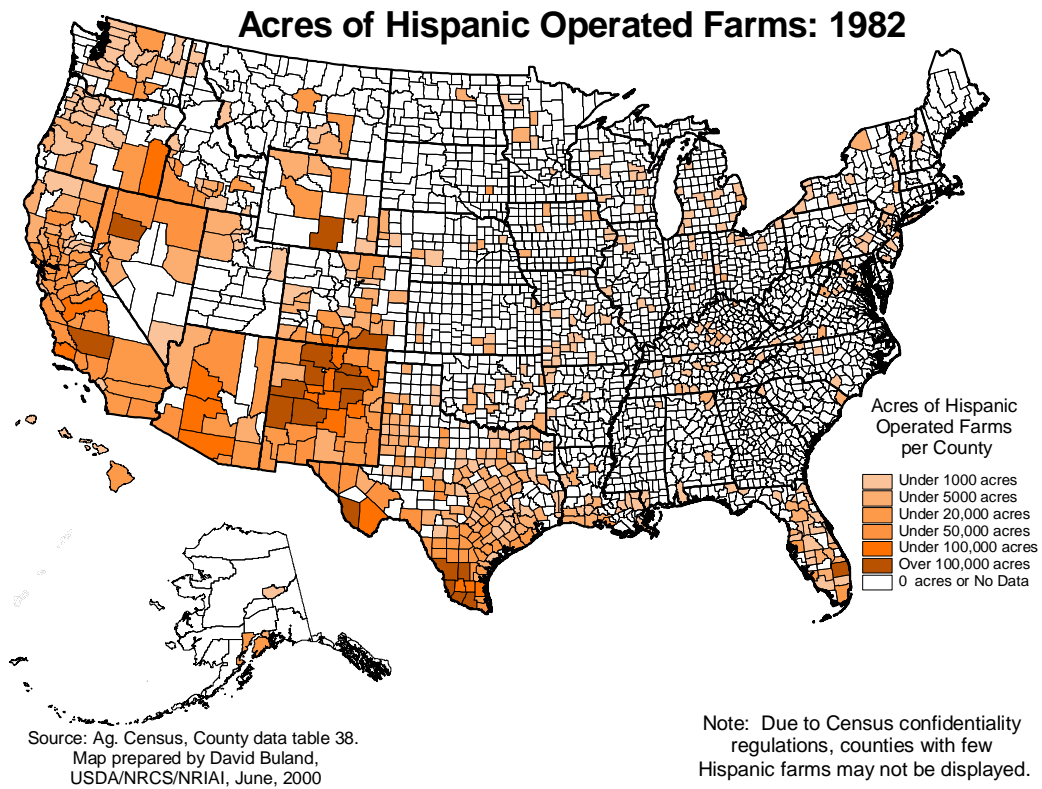 Acres of Hispanic Operated Farms: 1982
Acres of Hispanic
Operated Farms
per County
Under 1000 acres
Under 5000 acres
Under 20,000 acres
Under 50,000 acres
Under 100,000 acres
Over 100,000 acres
0 acres or No Data
Source: Ag. Census, County data table 38.
Map prepared by David Buland,
USDA/NRCS/NRIAI, June, 2000
Note: Due to Census confidentiality
regulations, counties with few
Hispanic farms may not be displayed.